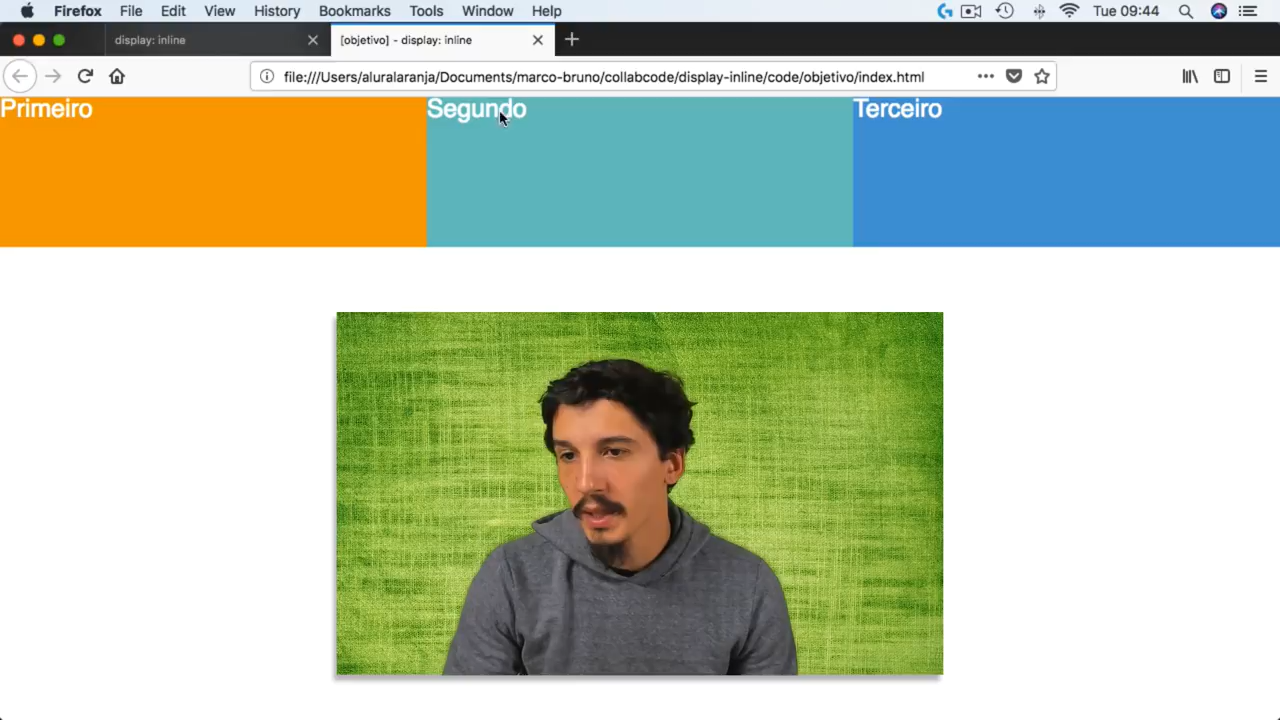 Firefox File Edit View History Bookmarks Tools Window Help Tue 09:44
display: inline [objetivo] - display: inline
file:///Users/aluralaranja/Documents/marco-bruno/collabcode/display-inline/code/objetivo/index.html
Primeiro Segundo Terceiro